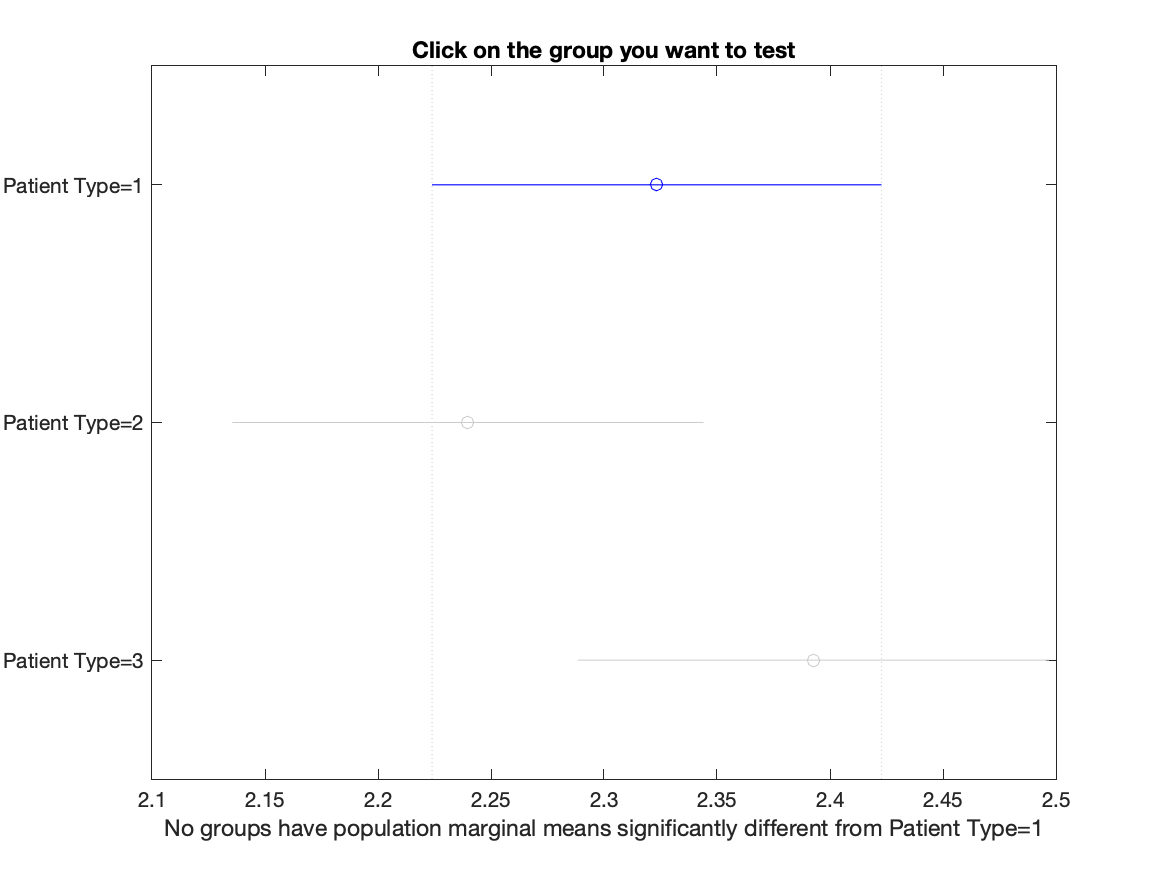 Click on the group you want to test
Patient Type=1
Patient Type=2
Patient Type=3
2.1 2.15 2.2 2.25 2.3 2.35 2.4 2.45 2.5
No groups have population marginal means significantly different from Patient Type=1